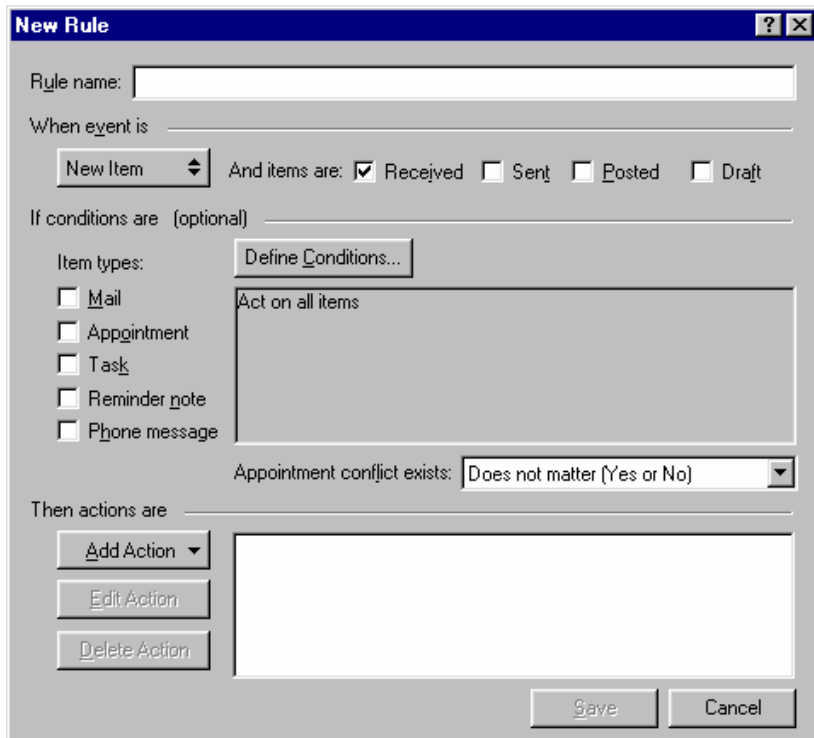 New Rule
Rule name:
When event is
New Item And items are: Received Sent Posted Draft
If conditions are (optional)
Item types: Define Conditions...
Mail
Act on all items
Appointment
Task
Reminder note
Phone message
Appointment conflict exists: Does not matter (Yes or No)
Then actions are
Add Action
Edit Action
Delete Action
Save Cancel